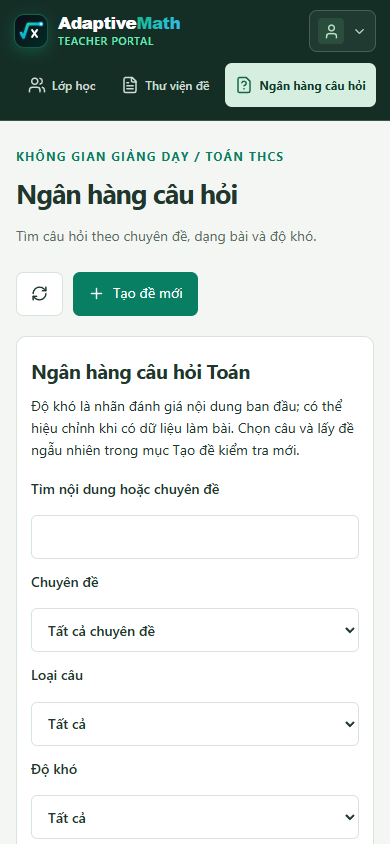 AdaptiveMath
TEACHER PORTAL
Lớp học
Thư viện đề
Ngân hàng câu hỏi
KHÔNG GIAN GIẢNG DẠY / TOÁN THCS
Ngân hàng câu hỏi
Tìm câu hỏi theo chuyên đề, dạng bài và độ khó.
Tạo đề mới
Ngân hàng câu hỏi Toán
Độ khó là nhãn đánh giá nội dung ban đầu; có thể
hiệu chỉnh khi có dữ liệu làm bài. Chọn câu và lấy đề
ngẫu nhiên trong mục Tạo đề kiểm tra mới.
Tìm nội dung hoặc chuyên đề
Chuyên đề
Tất cả chuyên đề
Loại câu
Tất cả
Độ khó
Tất cả